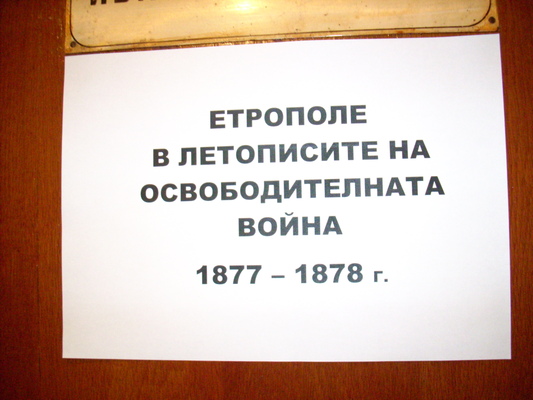 ЕТРОПОЛЕ
В ЛЕТОПИСИТЕ НА
ОСВОБОДИТЕЛНАТА
ВОЙНА
1877 – 1878 г.